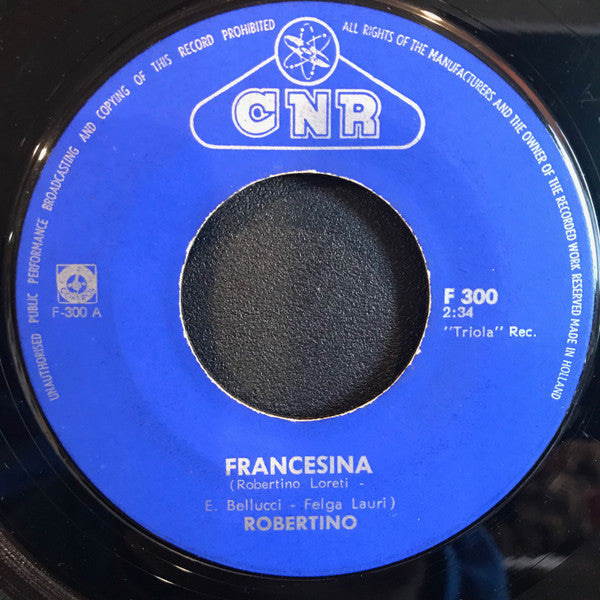 UNAUTHORISED PUBLIC PERFORMANCE BROADCASTING AND COPYING OF THIS RECORD PROHIBITED
ALL RIGHTS OF THE MANUFACTUREERS AND THE OWNER OF THE RECORDED WORK RESERVED MADE IN HOLLAND
CNR
F-300 A
F 300
2:34
"Triola" Rec.
FRANCESINA
(Robertino Loreti -
E. Bellucci - Felga Lauri)
ROBERTINO